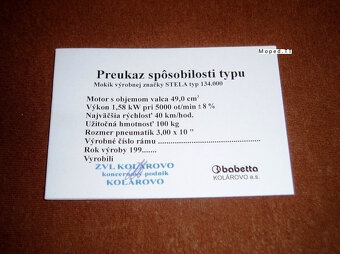 Moped.cz
Preukaz spôsobilosti typu
Mokik výrobnej značky STELA typ 134.000
Motor s objemom valca 49,0 cm³
Výkon 1,58 kW pri 5000 ot/min ± 8 %
Najväčšia rýchlosť 40 km/hod.
Užitočná hmotnosť 100 kg
Rozmer pneumatík 3,00 x 10 "
Výrobné číslo rámu ..............................
Rok výroby 199.......
Vyrobili
ZVL KOLÁROVO
koncernový podnik
KOLÁROVO
babetta
KOLÁROVO a.s.